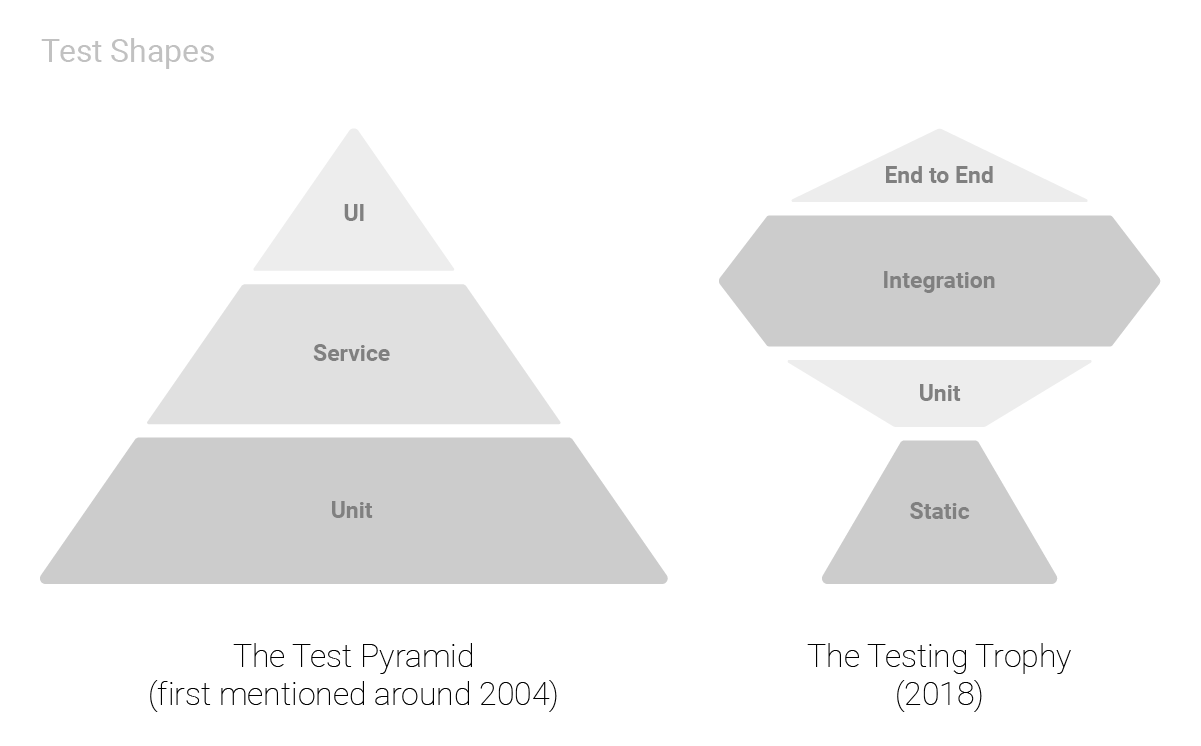 Test Shapes
UI
Service
Unit
The Test Pyramid
(first mentioned around 2004)
End to End
Integration
Unit
Static
The Testing Trophy
(2018)